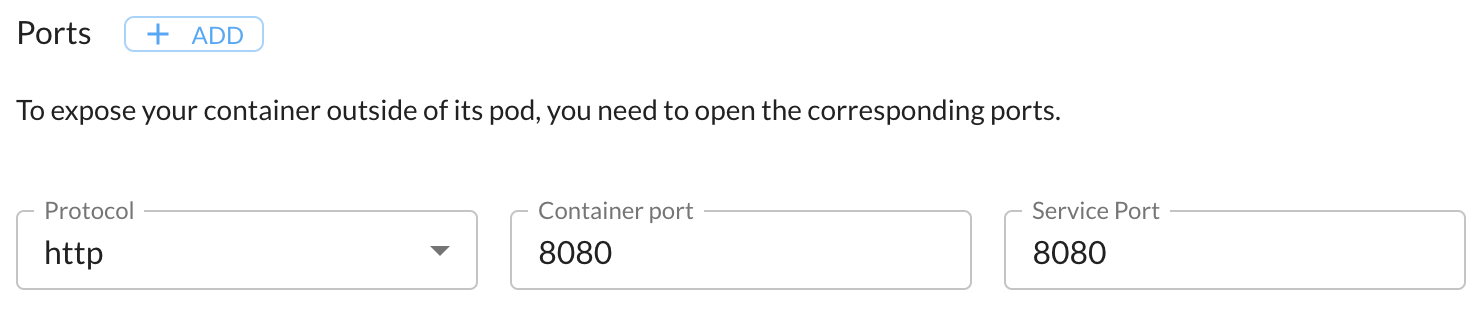 Ports + ADD
To expose your container outside of its pod, you need to open the corresponding ports.
Protocol Container port Service Port
http 8080 8080